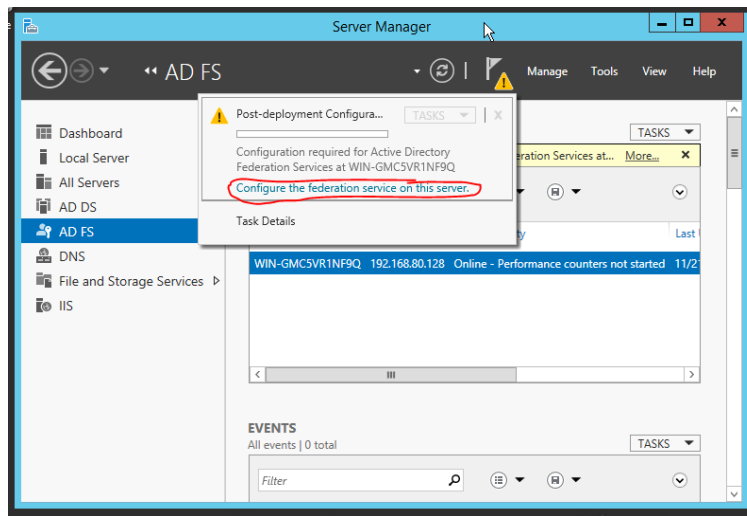 Server Manager
AD FS
Manage Tools View Help
Dashboard
Local Server
All Servers
AD DS
AD FS
DNS
File and Storage Services
IIS
Post-deployment Configura... TASKS X
Configuration required for Active Directory
Federation Services at WIN-GMC5VR1NF9Q
Configure the federation service on this server.
Task Details
TASKS
eration Services at... More...
Last
WIN-GMC5VR1NF9Q 192.168.80.128 Online - Performance counters not started 11/2
EVENTS
All events | 0 total
TASKS
Filter